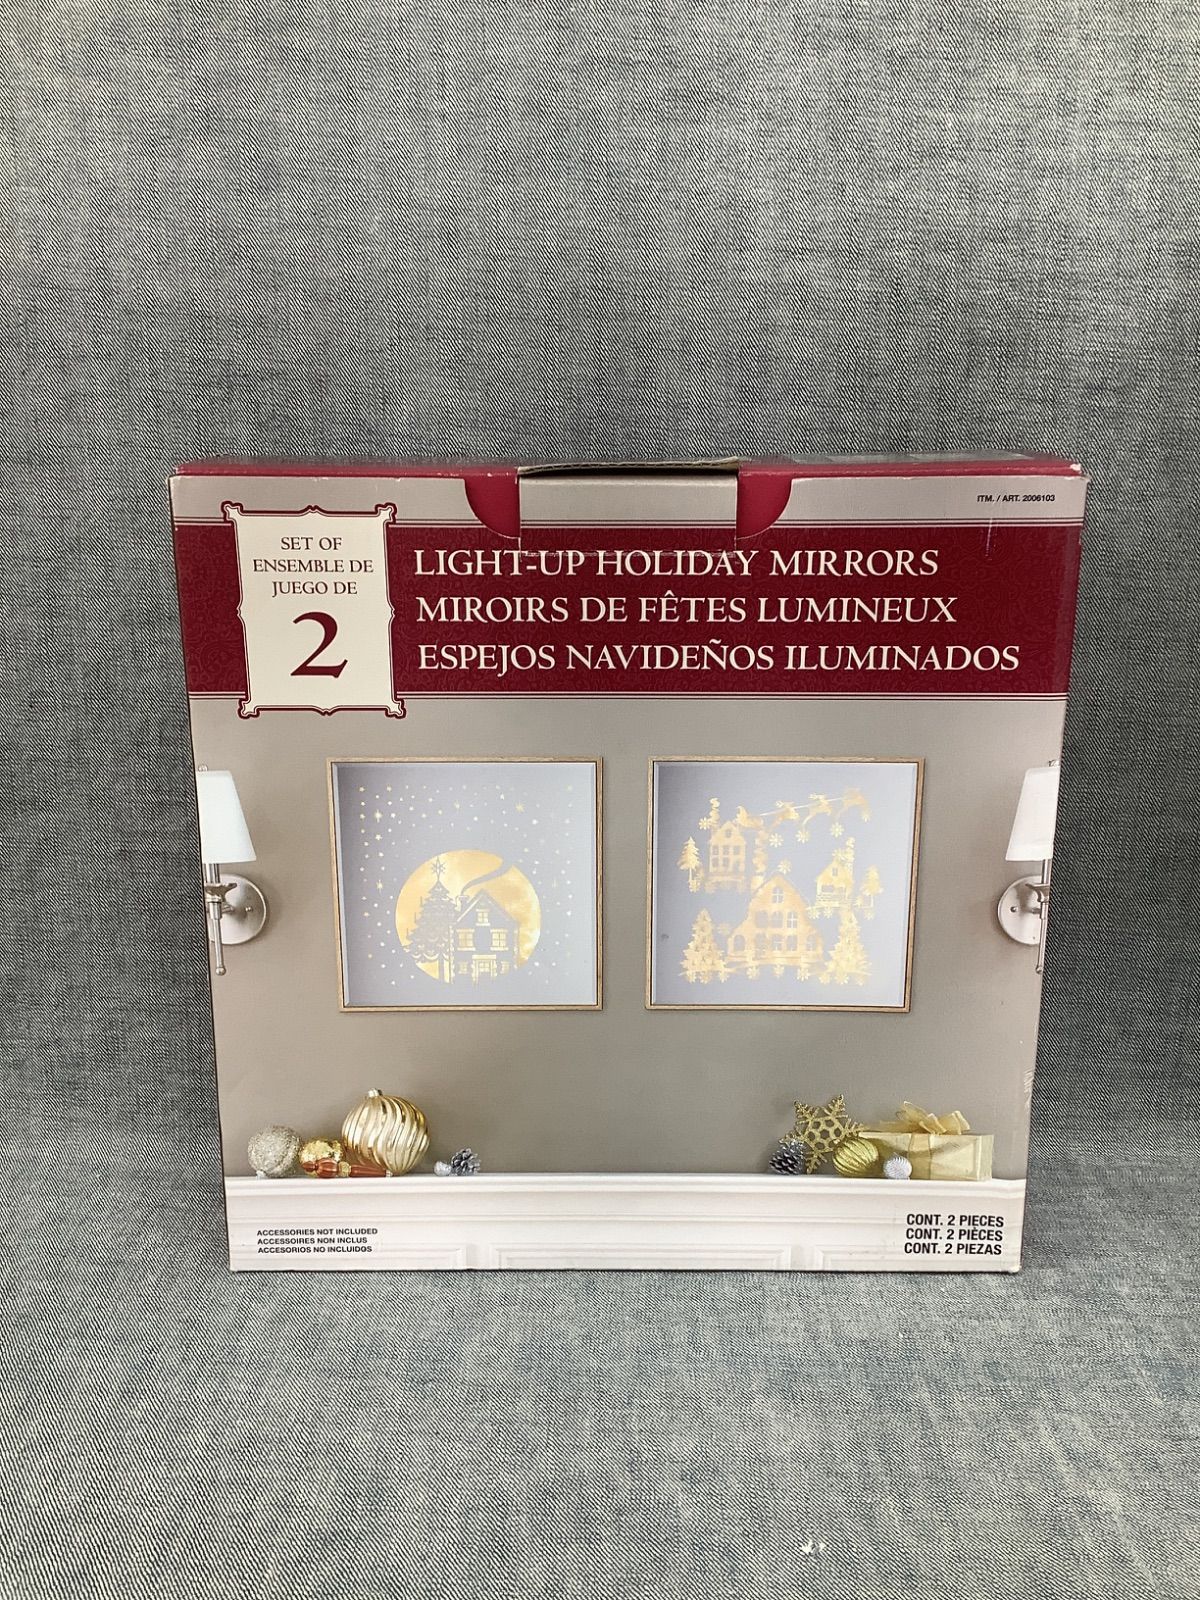 ITM. / ART. 2006103
SET OF
ENSEMBLE DE
JUEGO DE
2
LIGHT-UP HOLIDAY MIRRORS
MIROIRS DE FÊTES LUMINEUX
ESPEJOS NAVIDEÑOS ILUMINADOS
ACCESSORIES NOT INCLUDED
ACCESSOIRES NON INCLUS
ACCESORIOS NO INCLUIDOS
CONT. 2 PIECES
CONT. 2 PIÈCES
CONT. 2 PIEZAS